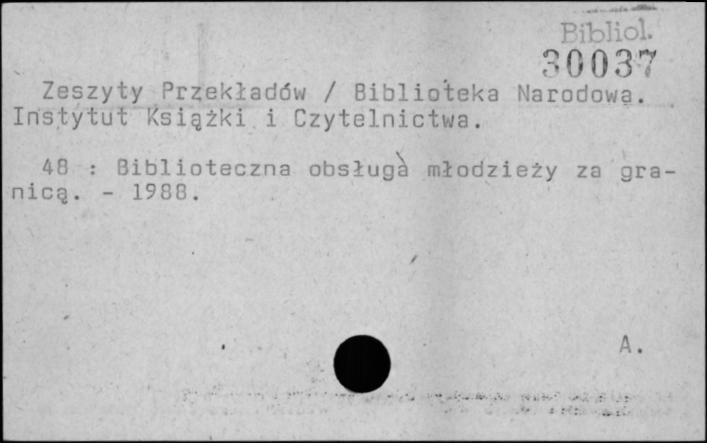 Bibliol.
30037
Zeszyty Przekładów / Biblioteka Narodowa.
Instytut Książki i Czytelnictwa.
48 : Biblioteczna obsługa młodzieży za gra-
nicą. - 1988.
A.